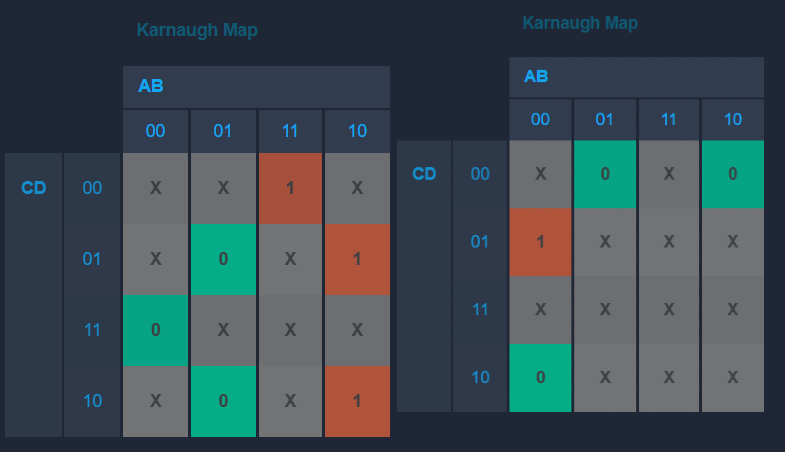 Karnaugh Map
AB
00 01 11 10
CD 00 X X 1 X
01 X 0 X 1
11 0 X X X
10 X 0 X 1
Karnaugh Map
AB
00 01 11 10
CD 00 X 0 X 0
01 1 X X X
11 X X X X
10 0 X X X